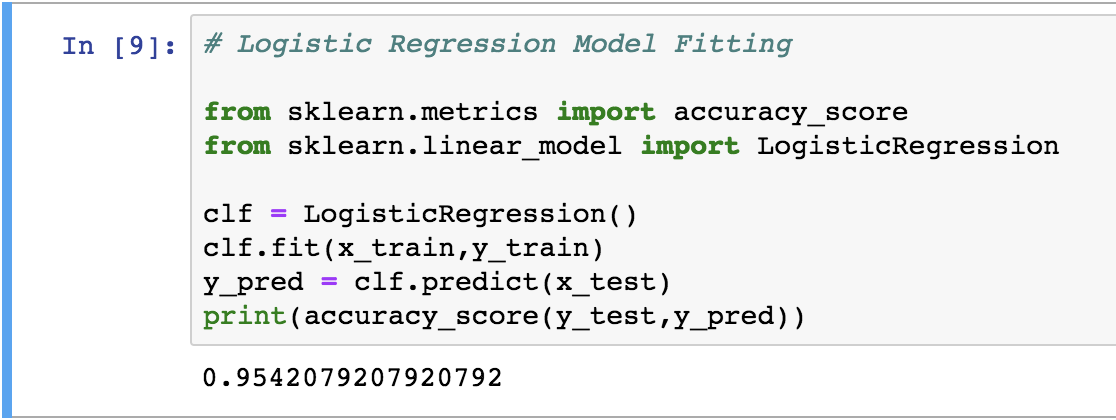 In [9]: # Logistic Regression Model Fitting
from sklearn.metrics import accuracy_score
from sklearn.linear_model import LogisticRegression
clf = LogisticRegression()
clf.fit(x_train,y_train)
y_pred = clf.predict(x_test)
print(accuracy_score(y_test,y_pred))
0.9542079207920792